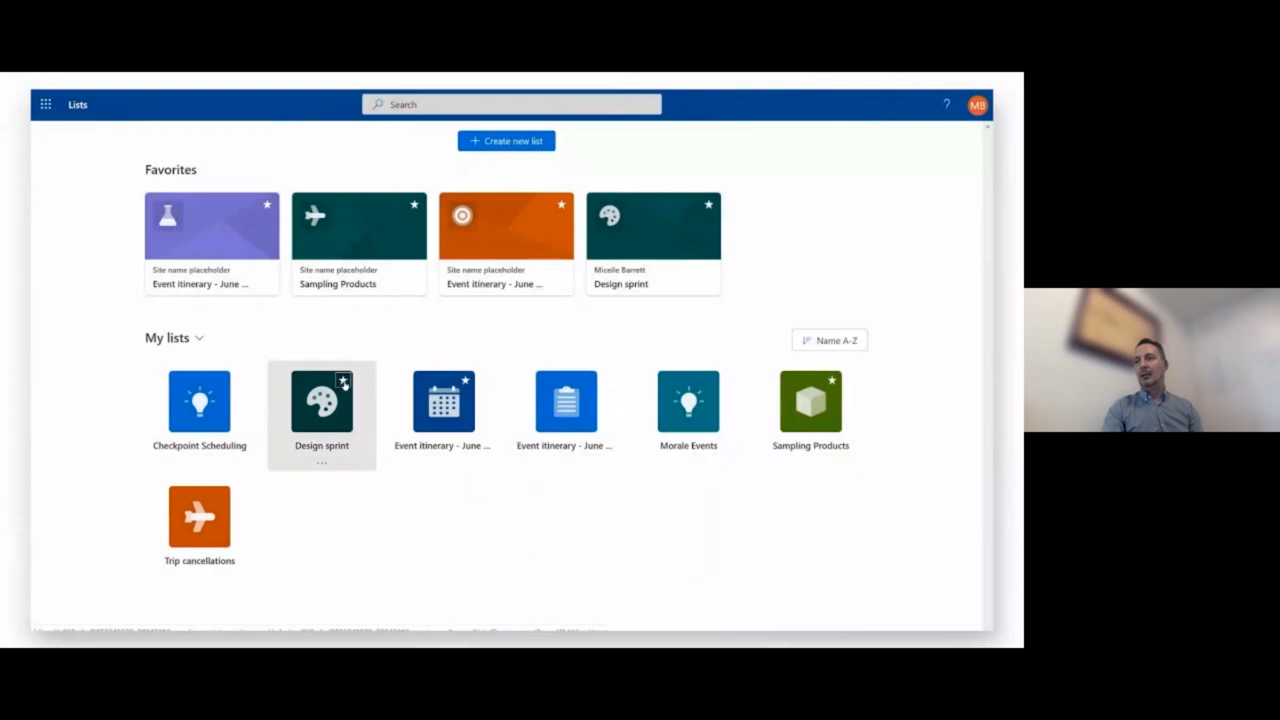 Lists
Search
?
MB
+ Create new list
Favorites
Site name placeholder
Event itinerary - June ...
Site name placeholder
Sampling Products
Site name placeholder
Event itinerary - June ...
Micelle Barrett
Design sprint
My lists
Name A-Z
Checkpoint Scheduling
Design sprint
...
Event itinerary - June ...
Event itinerary - June ...
Morale Events
Sampling Products
Trip cancellations